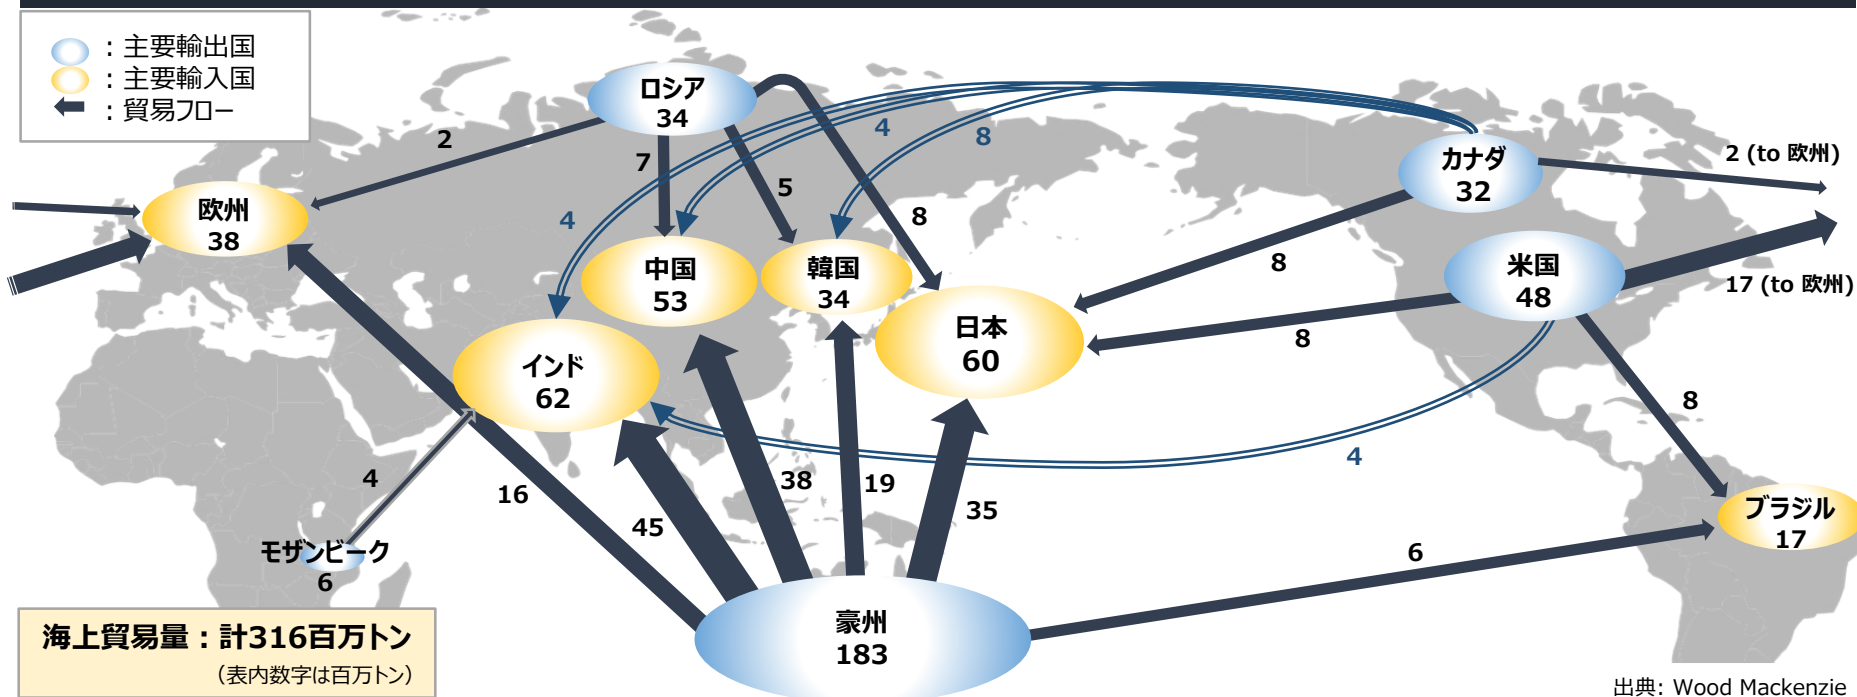 ：主要輸出国
：主要輸入国
：貿易フロー
ロシア
34
2
7
5
8
4
8
4
カナダ
32
2 (to 欧州)
欧州
38
中国
53
韓国
34
日本
60
8
米国
48
17 (to 欧州)
8
インド
62
8
4
4
16
45
38
19
35
モザンビーク
6
ブラジル
17
6
豪州
183
海上貿易量：計316百万トン
（表内数字は百万トン）
出典: Wood Mackenzie